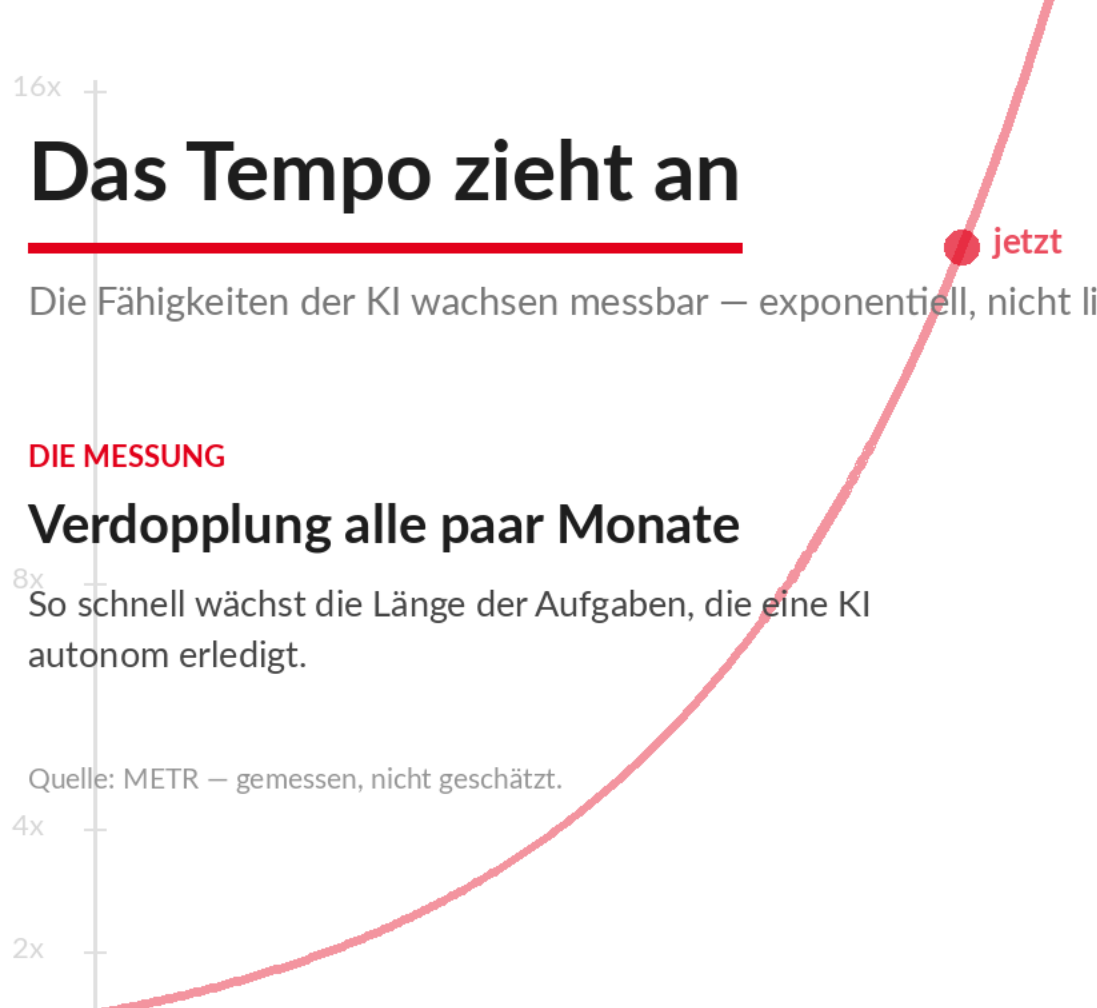 16x
Das Tempo zieht an
jetzt
Die Fähigkeiten der KI wachsen messbar — exponentiell, nicht li
DIE MESSUNG
Verdopplung alle paar Monate
8x
So schnell wächst die Länge der Aufgaben, die eine KI
autonom erledigt.
Quelle: METR — gemessen, nicht geschätzt.
4x
2x